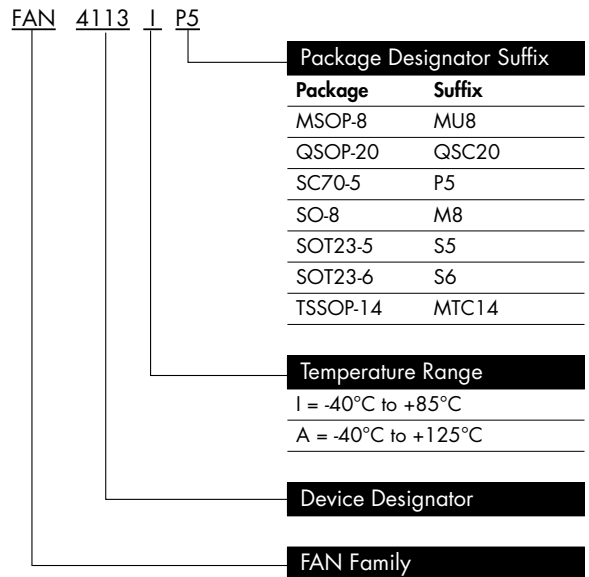 FAN 4113 I P5
Package Designator Suffix
Package Suffix
MSOP-8 MU8
QSOP-20 QSC20
SC70-5 P5
SO-8 M8
SOT23-5 S5
SOT23-6 S6
TSSOP-14 MTC14
Temperature Range
I = -40°C to +85°C
A = -40°C to +125°C
Device Designator
FAN Family